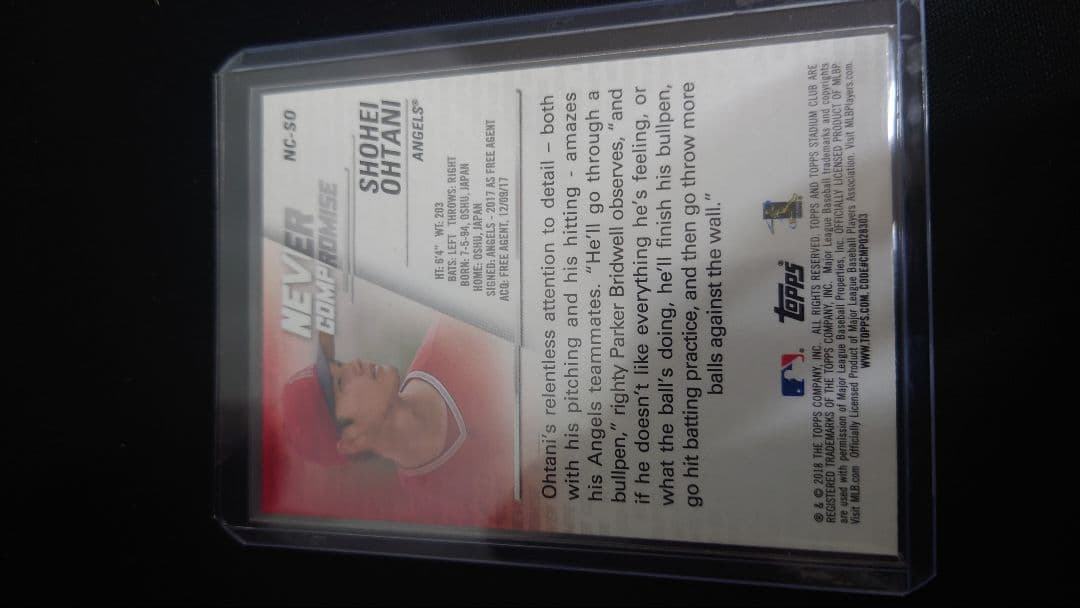 NEVER
COMPROMISE
NC-SO
SHOHEI
OHTANI
ANGELS®
HT: 6'4" WT: 203
BATS: LEFT THROWS: RIGHT
BORN: 7-5-94, OSHU, JAPAN
HOME: OSHU, JAPAN
SIGNED: ANGELS - 2017 AS FREE AGENT
ACQ: FREE AGENT, 12/09/17
Ohtani's relentless attention to detail – both
with his pitching and his hitting - amazes
his Angels teammates. "He'll go through a
bullpen," righty Parker Bridwell observes, "and
if he doesn't like everything he's feeling, or
what the ball's doing, he'll finish his bullpen,
go hit batting practice, and then go throw more
balls against the wall."
topps
® & © 2018 THE TOPPS COMPANY, INC. ALL RIGHTS RESERVED. TOPPS AND TOPPS STADIUM CLUB ARE
REGISTERED TRADEMARKS OF THE TOPPS COMPANY, INC. Major League Baseball trademarks and copyrights
are used with permission of Major League Baseball Properties, Inc. OFFICIALLY LICENSED PRODUCT OF MLBP
Visit MLB.com Officially Licensed Product of Major League Baseball Players Association. Visit MLBPlayers.com.
WWW.TOPPS.COM. CODE#CMP028303